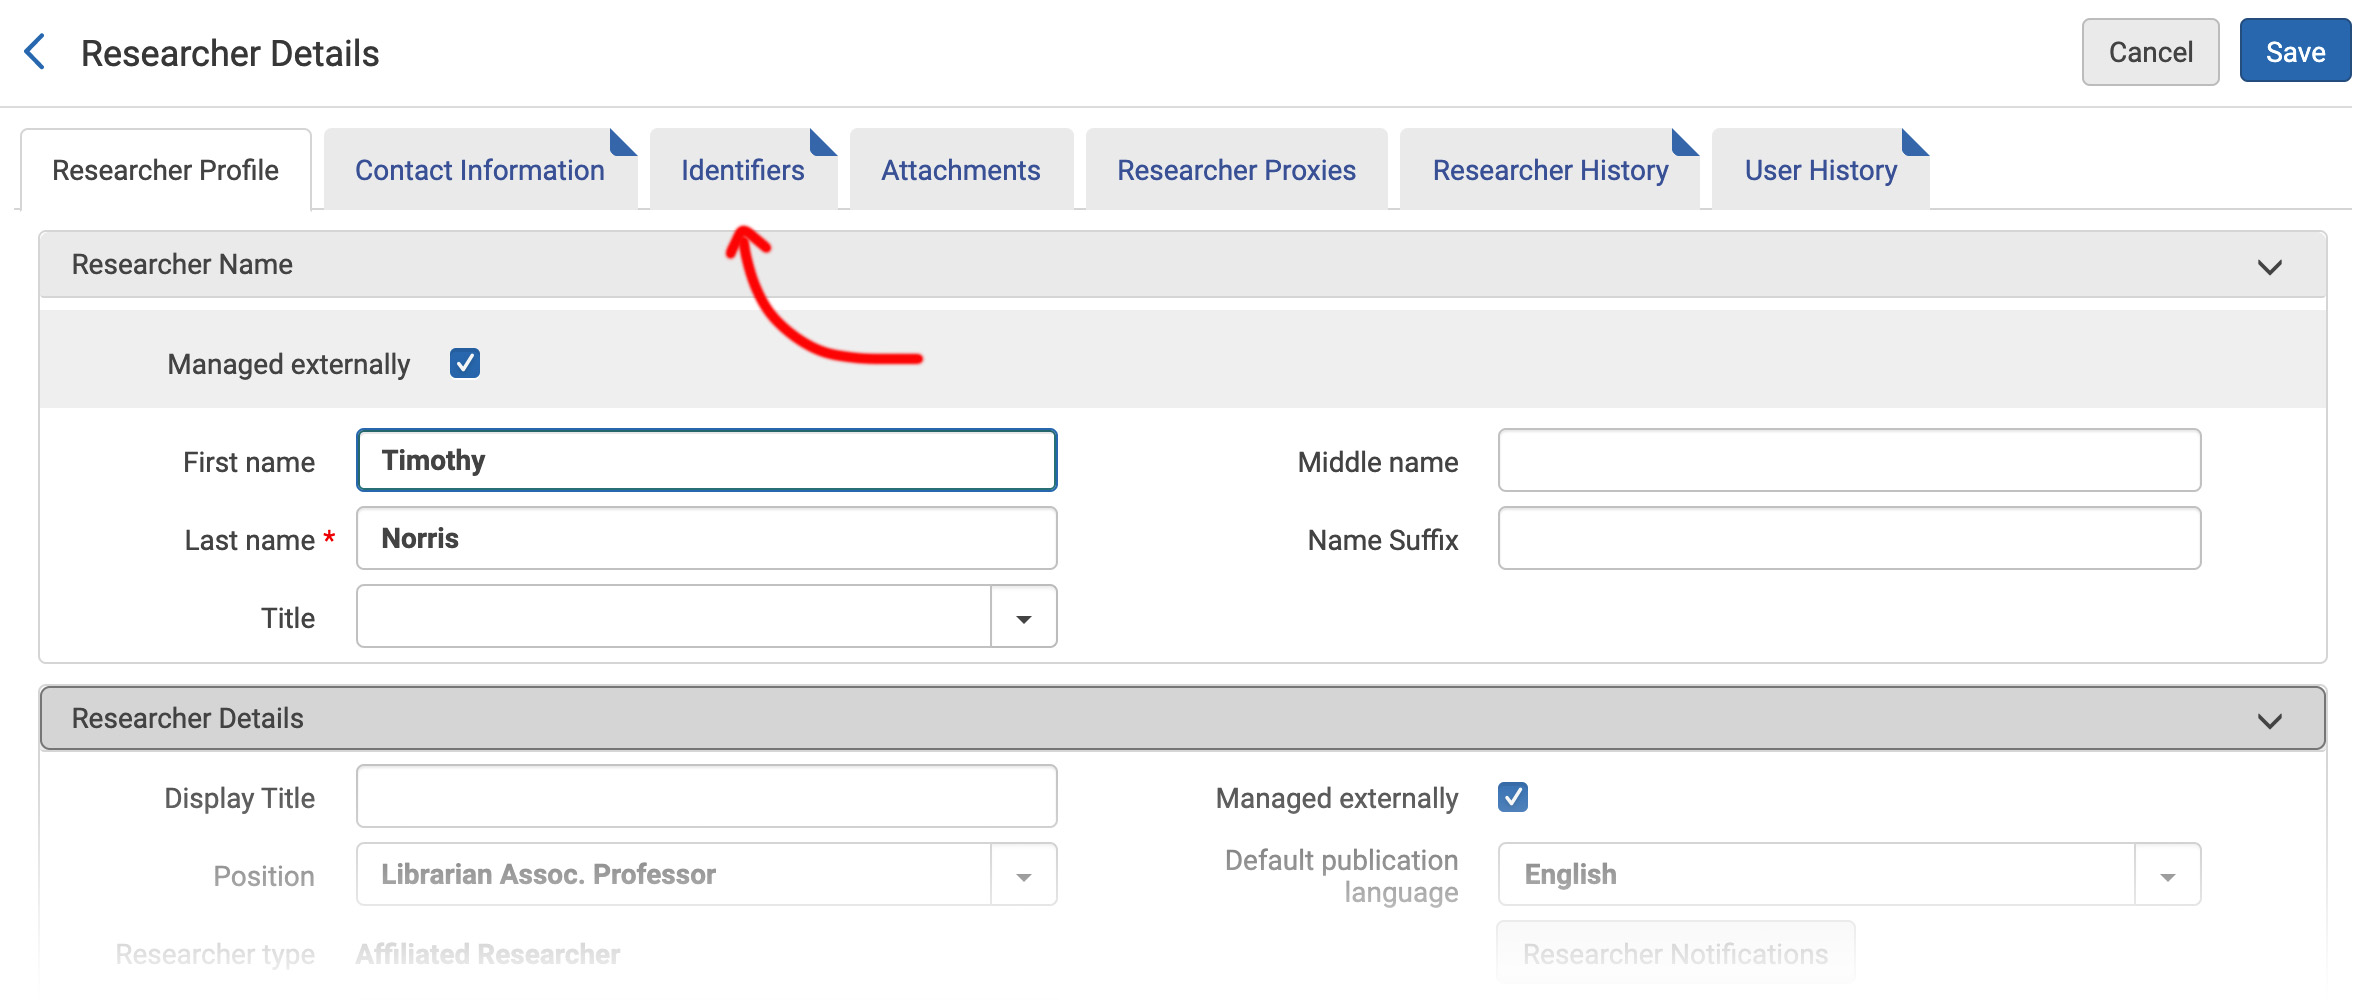 Researcher Details
Cancel
Save
Researcher Profile
Contact Information
Identifiers
Attachments
Researcher Proxies
Researcher History
User History
Researcher Name
Managed externally
First name
Timothy
Middle name
Last name *
Norris
Name Suffix
Title
Researcher Details
Display Title
Managed externally
Position
Librarian Assoc. Professor
Default publication
language
English
Researcher type
Affiliated Researcher
Researcher Notifications